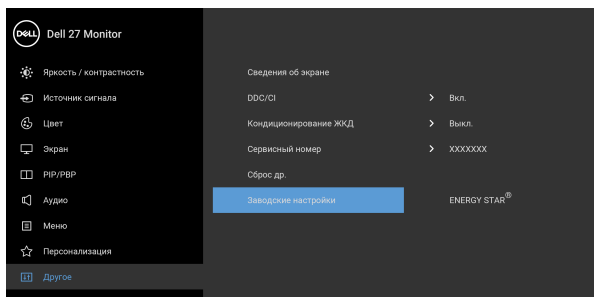 DELL
Dell 27 Monitor
Яркость / контрастность
Источник сигнала
Цвет
Экран
PIP/PBP
Аудио
Меню
Персонализация
Другое
Сведения об экране
DDC/CI Вкл.
Кондиционирование ЖКД Выкл.
Сервисный номер XXXXXXX
Сброс др.
Заводские настройки ENERGY STAR®